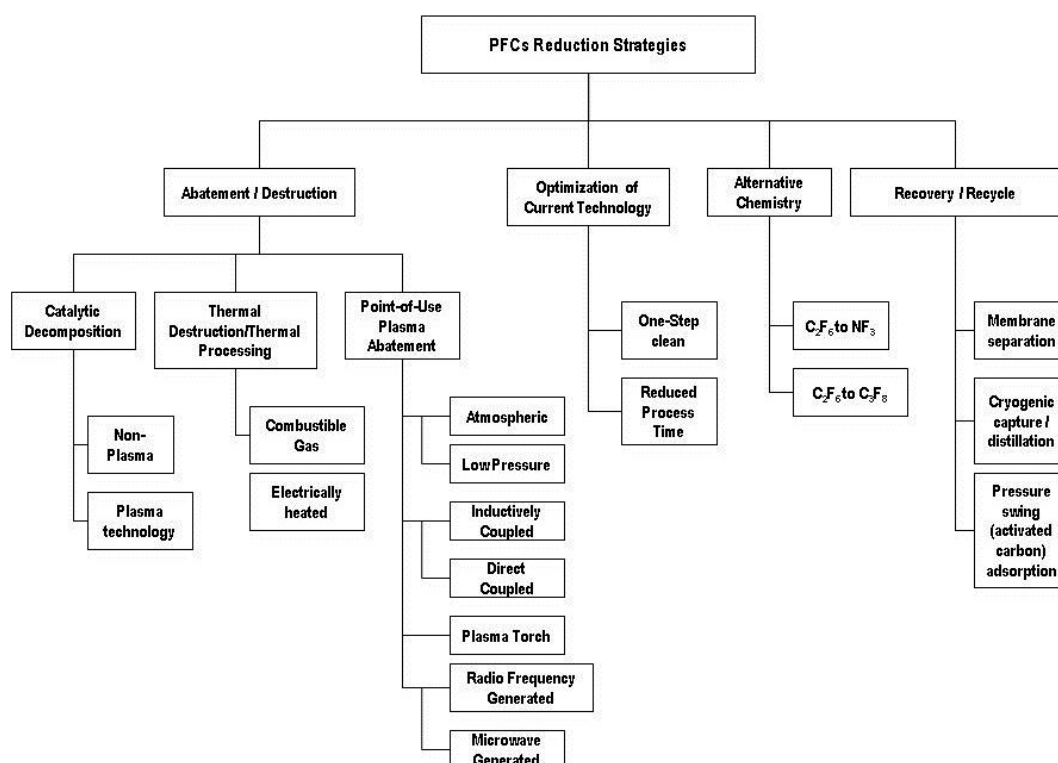 PFCs Reduction Strategies
Abatement / Destruction
Optimization of
Current Technology
Alternative
Chemistry
Recovery / Recycle
Catalytic
Decomposition
Thermal
Destruction/Thermal
Processing
Point-of-Use
Plasma
Abatement
One-Step
clean
C₂F₆ to NF₃
Membrane
separation
Non-
Plasma
Combustible
Gas
Atmospheric
Reduced
Process
Time
C₂F₆ to C₃F₈
Cryogenic
capture /
distillation
Low Pressure
Plasma
technology
Electrically
heated
Inductively
Coupled
Pressure
swing
(activated
carbon)
adsorption
Direct
Coupled
Plasma Torch
Radio Frequency
Generated
Microwave
Generated